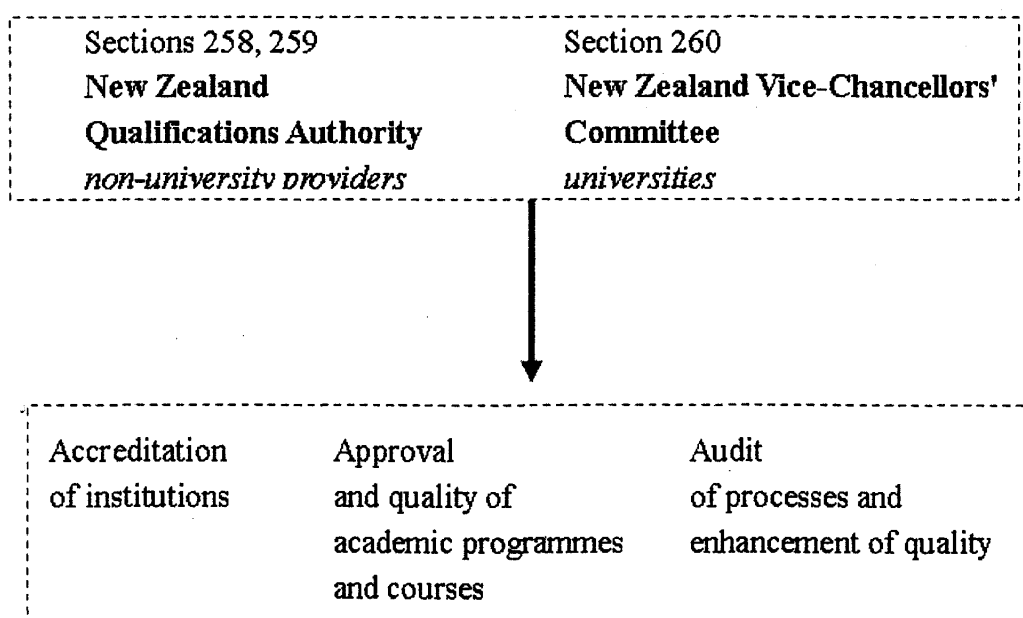 Sections 258, 259
New Zealand
Qualifications Authority
non-university providers
Section 260
New Zealand Vice-Chancellors'
Committee
universities
Accreditation
of institutions
Approval
and quality of
academic programmes
and courses
Audit
of processes and
enhancement of quality